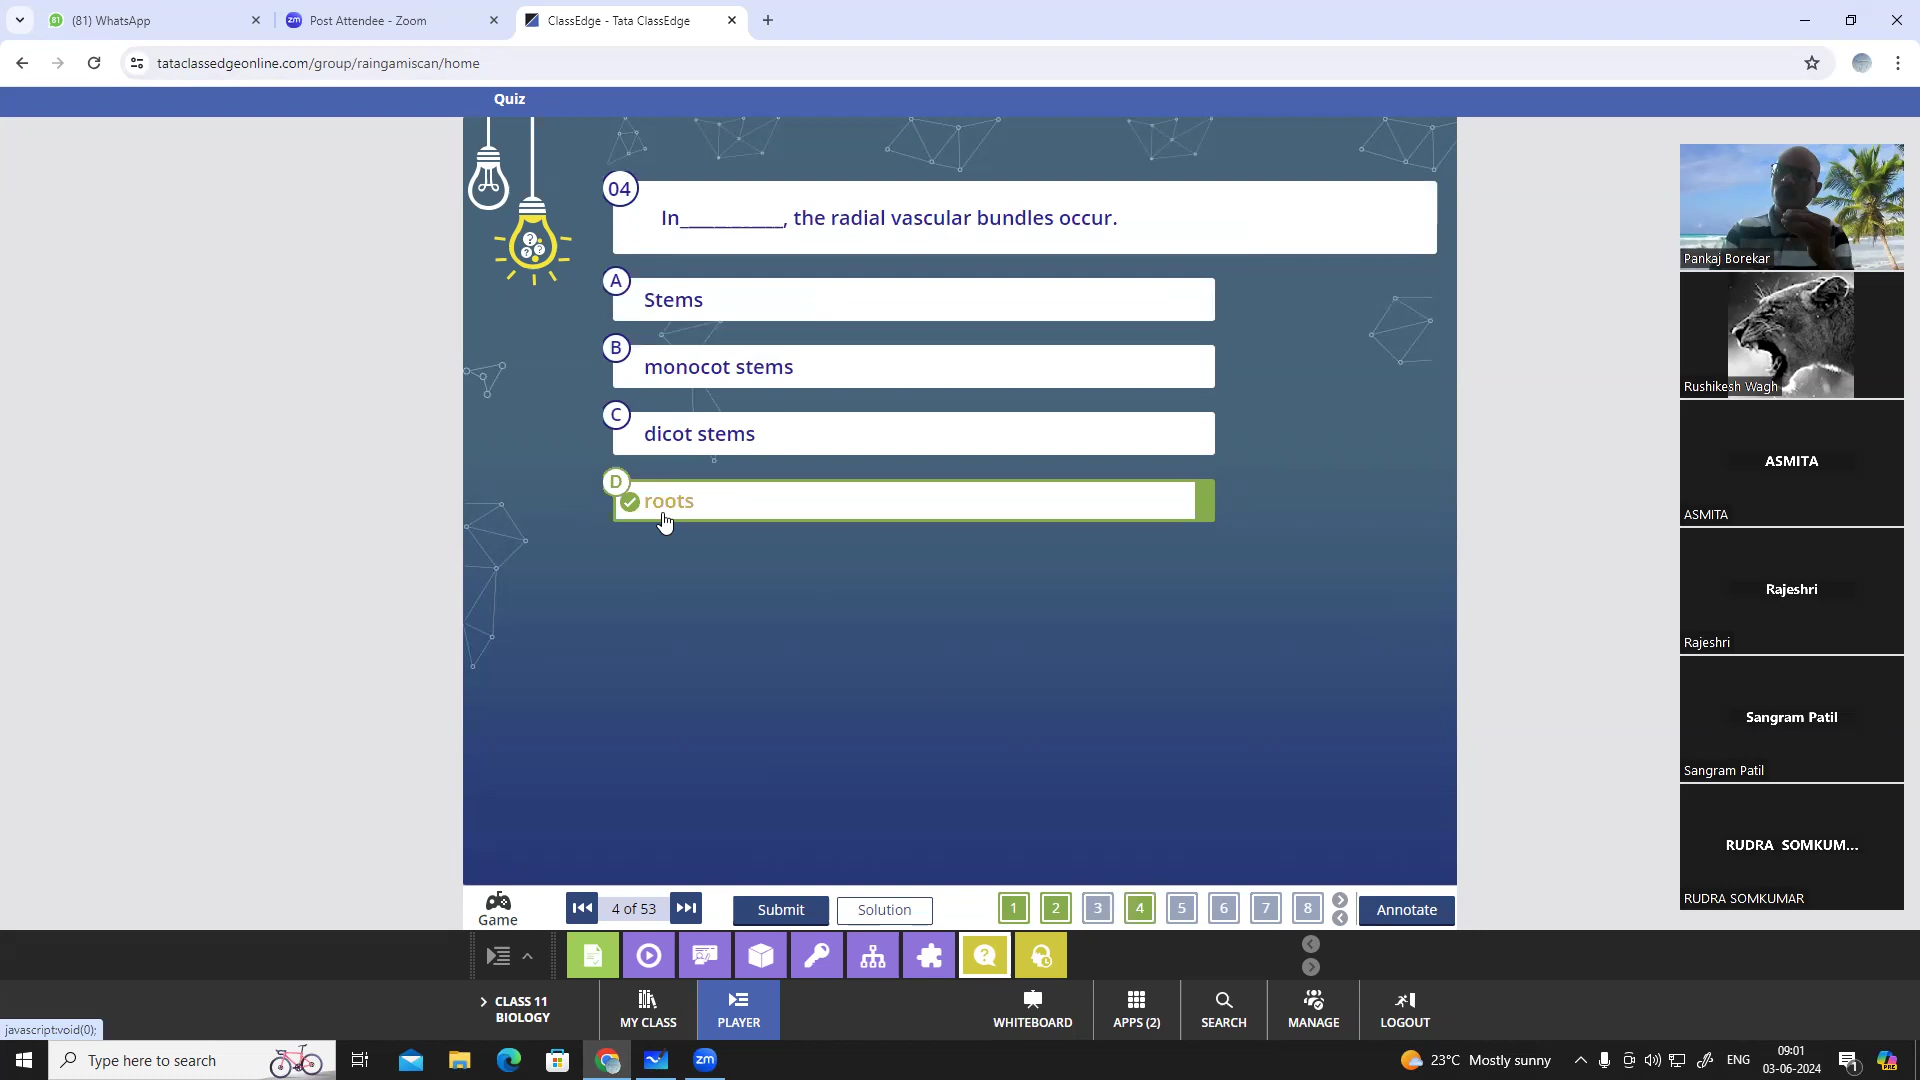 (81) WhatsApp
Post Attendee - Zoom
ClassEdge - Tata ClassEdge
tataclassedgeonline.com/group/raingamiscan/home
Quiz
04
In___________, the radial vascular bundles occur.
A
Stems
B
monocot stems
C
dicot stems
D
roots
Pankaj Borekar
Rushikesh Wagh
ASMITA
ASMITA
Rajeshri
Rajeshri
Sangram Patil
Sangram Patil
RUDRA SOMKUM...
RUDRA SOMKUMAR
Game
4 of 53
Submit
Solution
1 2 3 4 5 6 7 8
Annotate
CLASS 11
BIOLOGY
MY CLASS
PLAYER
WHITEBOARD
APPS (2)
SEARCH
MANAGE
LOGOUT
javascript:void(0);
Type here to search
23°C Mostly sunny
ENG
09:01
03-06-2024